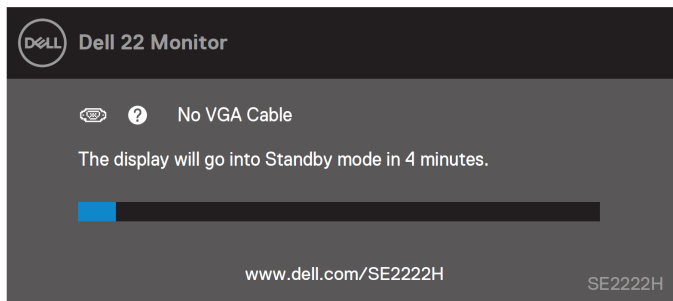 DELL
Dell 22 Monitor
? No VGA Cable
The display will go into Standby mode in 4 minutes.
www.dell.com/SE2222H
SE2222H